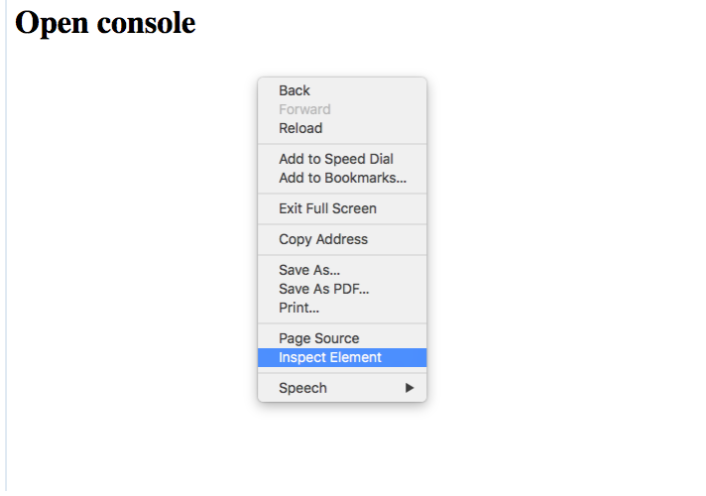 Open console
Back
Forward
Reload
Add to Speed Dial
Add to Bookmarks...
Exit Full Screen
Copy Address
Save As...
Save As PDF...
Print...
Page Source
Inspect Element
Speech